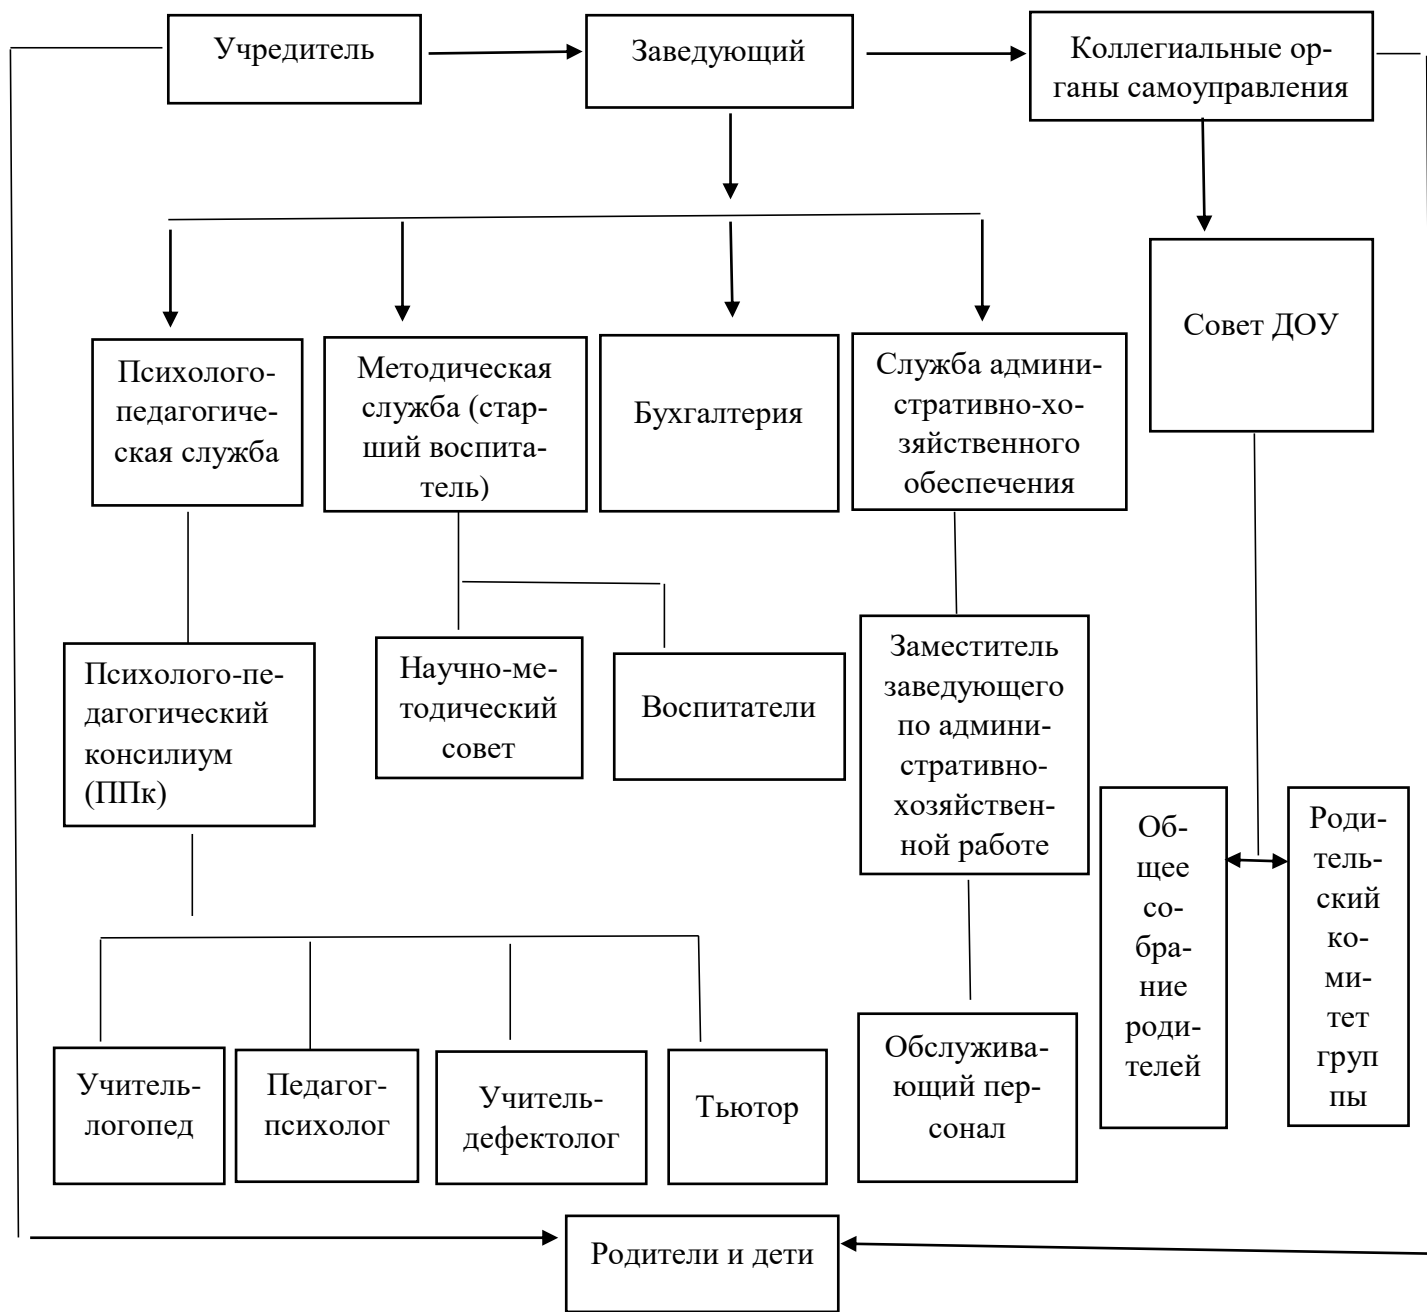 Учредитель
Заведующий
Коллегиальные ор-
ганы самоуправления
Совет ДОУ
Психолого-
педагогиче-
ская служба
Методическая
служба (стар-
ший воспита-
тель)
Бухгалтерия
Служба админи-
стративно-хо-
зяйственного
обеспечения
Психолого-пе-
дагогический
консилиум
(ППк)
Научно-ме-
тодический
совет
Воспитатели
Заместитель
заведующего
по админи-
стративно-
хозяйствен-
ной работе
Об-
щее
со-
бра-
ние
роди-
телей
Роди-
тель-
ский
ко-
ми-
тет
груп
пы
Учитель-
логопед
Педагог-
психолог
Учитель-
дефектолог
Тьютор
Обслужива-
ющий пер-
сонал
Родители и дети